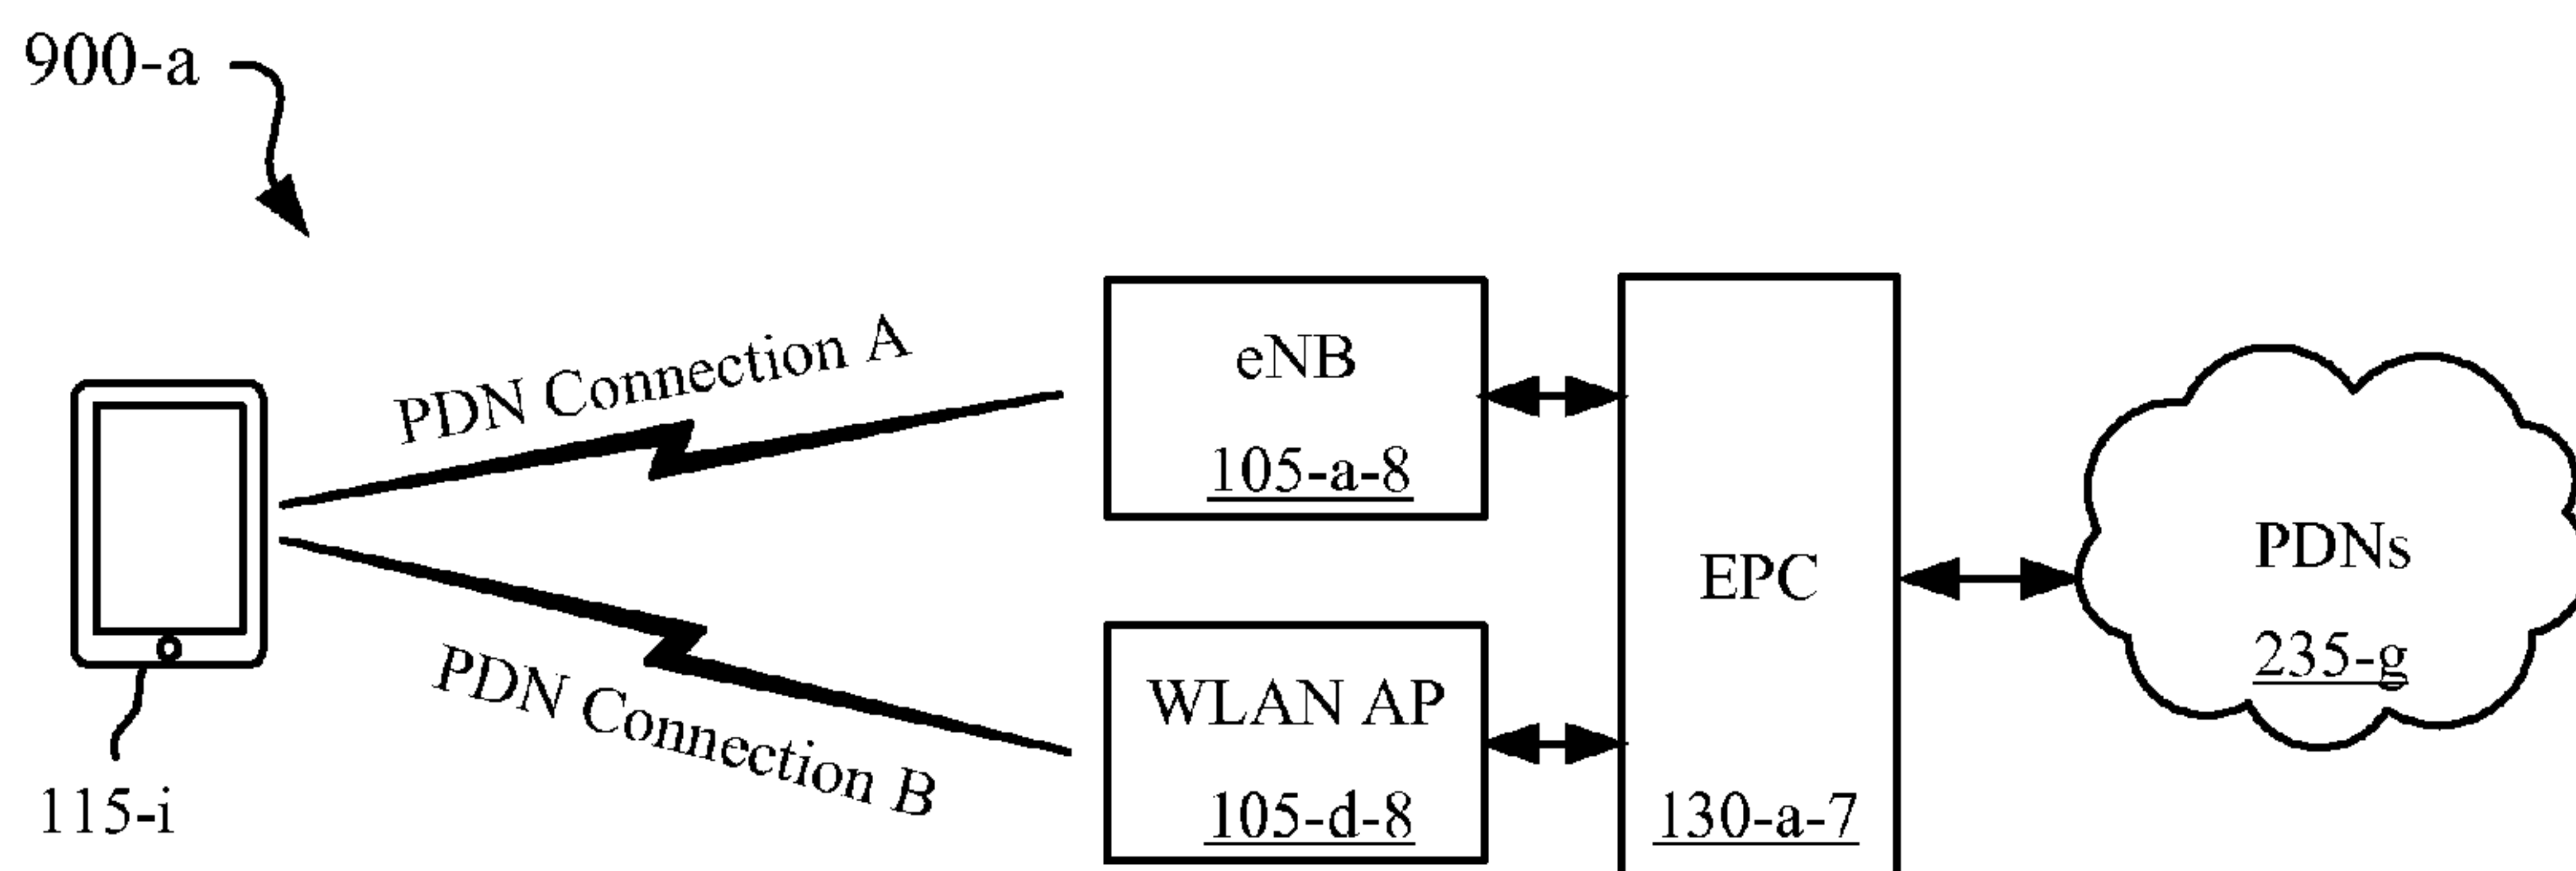 900-a
PDN Connection A
eNB
105-a-8
EPC
130-a-7
PDNs
235-g
PDN Connection B
WLAN AP
105-d-8
115-i